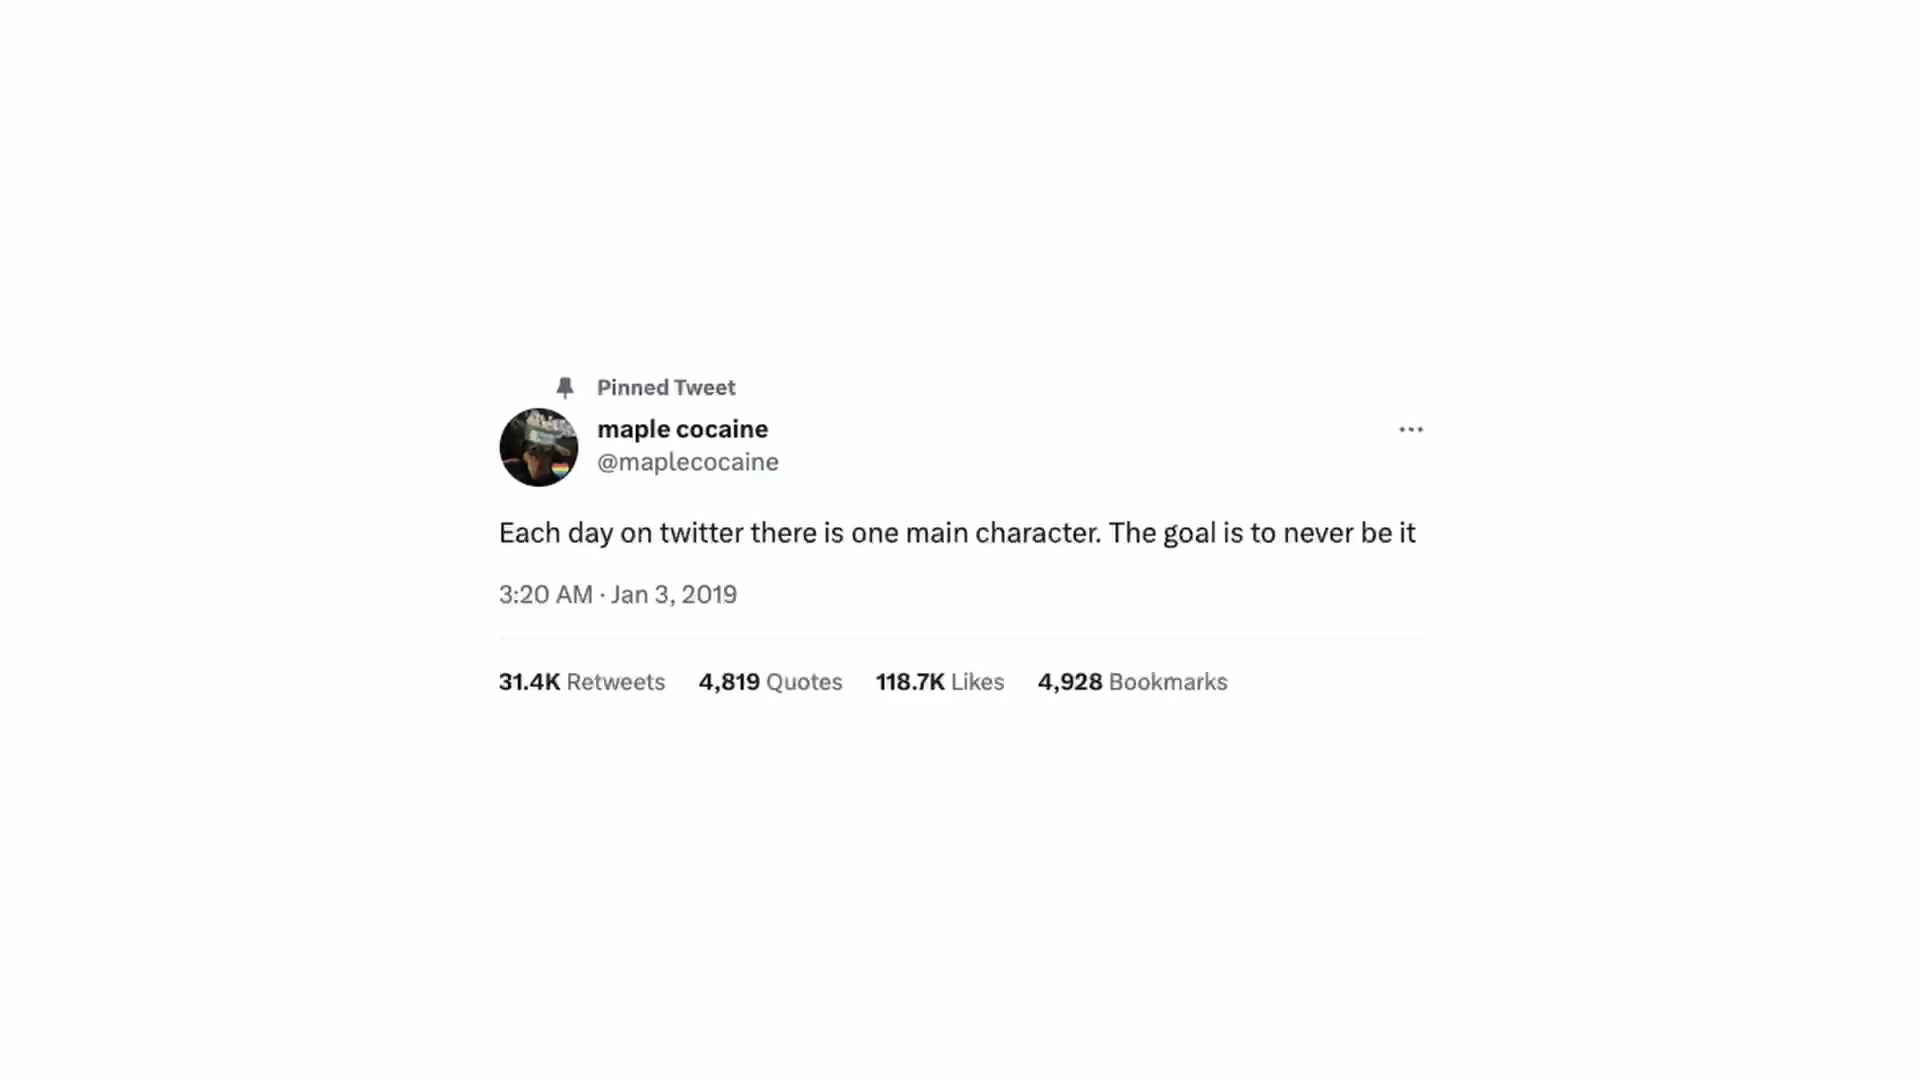 Pinned Tweet
maple cocaine
@maplecocaine
Each day on twitter there is one main character. The goal is to never be it
3:20 AM · Jan 3, 2019
31.4K Retweets 4,819 Quotes 118.7K Likes 4,928 Bookmarks